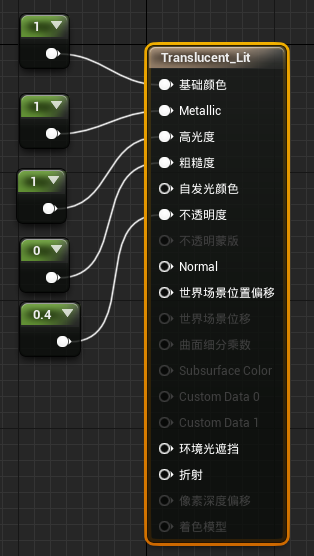 1
1
1
0
0.4
Translucent_Lit
基础颜色
Metallic
高光度
粗糙度
自发光颜色
不透明度
不透明蒙版
Normal
世界场景位置偏移
世界场景位移
曲面细分乘数
Subsurface Color
Custom Data 0
Custom Data 1
环境光遮挡
折射
像素深度偏移
着色模型